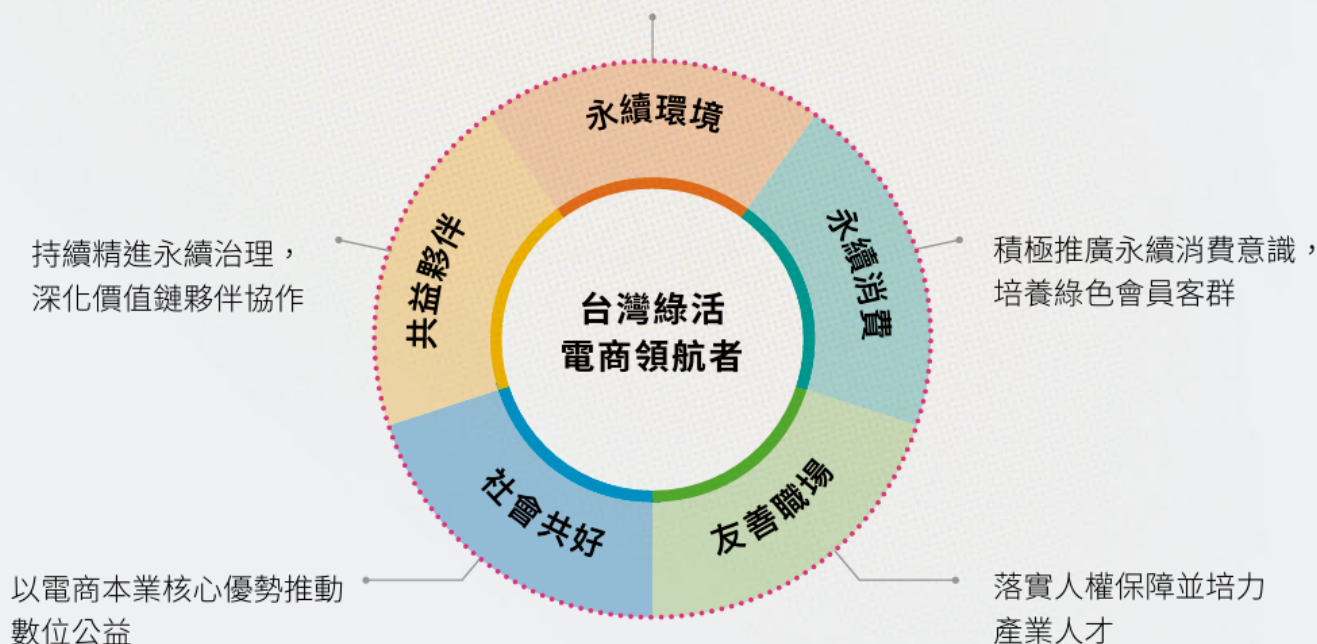 永續環境
永續消費
積極推廣永續消費意識，
培養綠色會員客群
友善職場
落實人權保障並培力
產業人才
社會共好
以電商本業核心優勢推動
數位公益
共益夥伴
持續精進永續治理，
深化價值鏈夥伴協作
台灣綠活
電商領航者